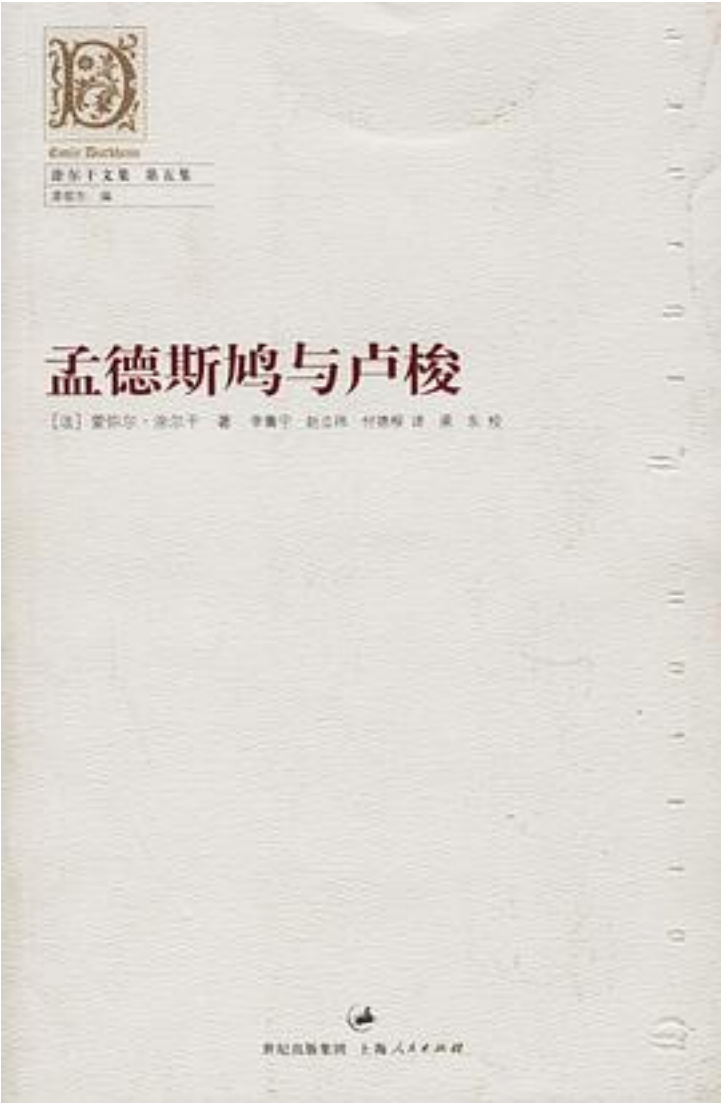 Emile Durkheim
涂尔干文集 第五集
渠敬东 编
孟德斯鸠与卢梭
[法] 爱弥尔·涂尔干 著 李鲁宁 赵立玮 付德根 译 渠 东 校
世纪出版集团 上海人民出版社